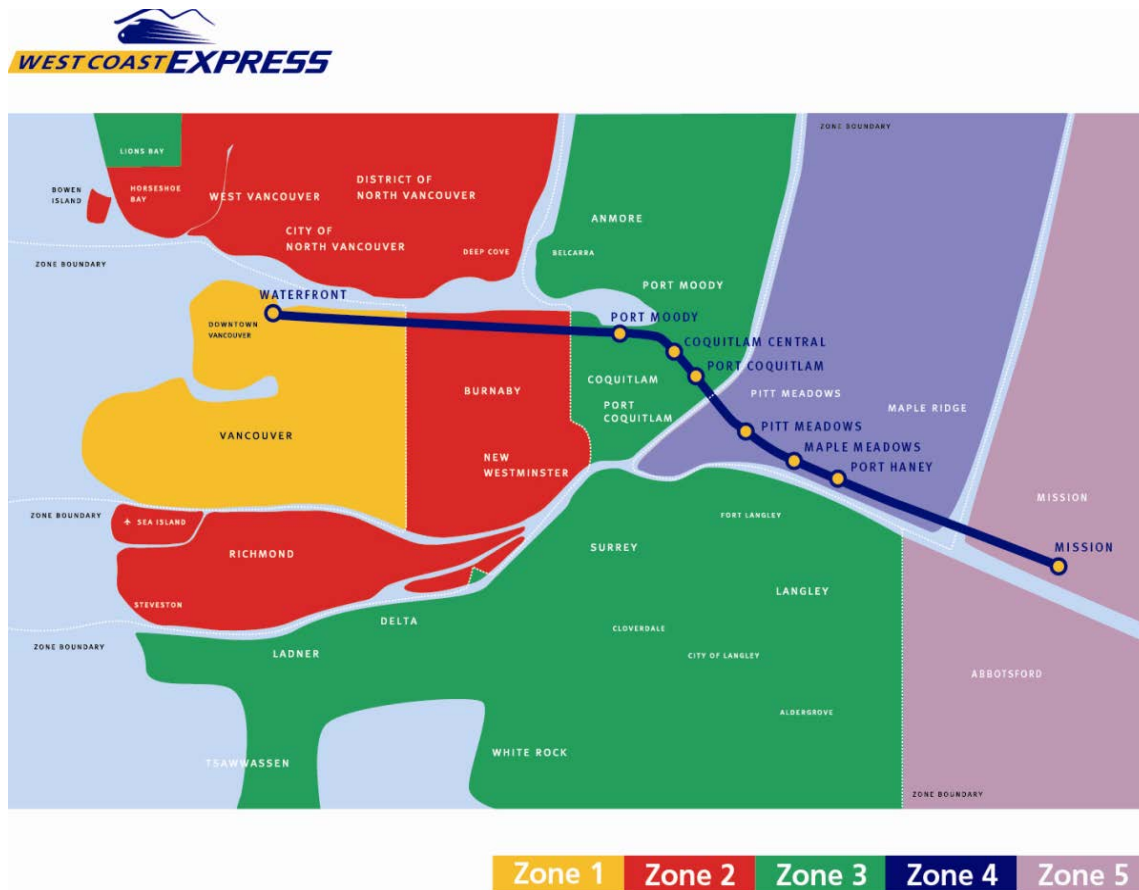 WEST COAST EXPRESS
ZONE BOUNDARY
LIONS BAY
BOWEN
ISLAND
HORSESHOE
BAY
WEST VANCOUVER
DISTRICT OF
NORTH VANCOUVER
CITY OF
NORTH VANCOUVER
DEEP COVE
ANMORE
BELCARRA
ZONE BOUNDARY
PORT MOODY
WATERFRONT
DOWNTOWN
VANCOUVER
PORT MOODY
COQUITLAM CENTRAL
PORT COQUITLAM
COQUITLAM
BURNABY
PITT MEADOWS
PORT
COQUITLAM
MAPLE RIDGE
VANCOUVER
PITT MEADOWS
MAPLE MEADOWS
NEW
WESTMINSTER
PORT HANEY
MISSION
ZONE BOUNDARY
SEA ISLAND
FORT LANGLEY
RICHMOND
SURREY
MISSION
LANGLEY
STEVESTON
DELTA
CLOVERDALE
ZONE BOUNDARY
LADNER
CITY OF LANGLEY
ABBOTSFORD
ALDERGROVE
WHITE ROCK
TSAWWASSEN
ZONE BOUNDARY
Zone 1 Zone 2 Zone 3 Zone 4 Zone 5